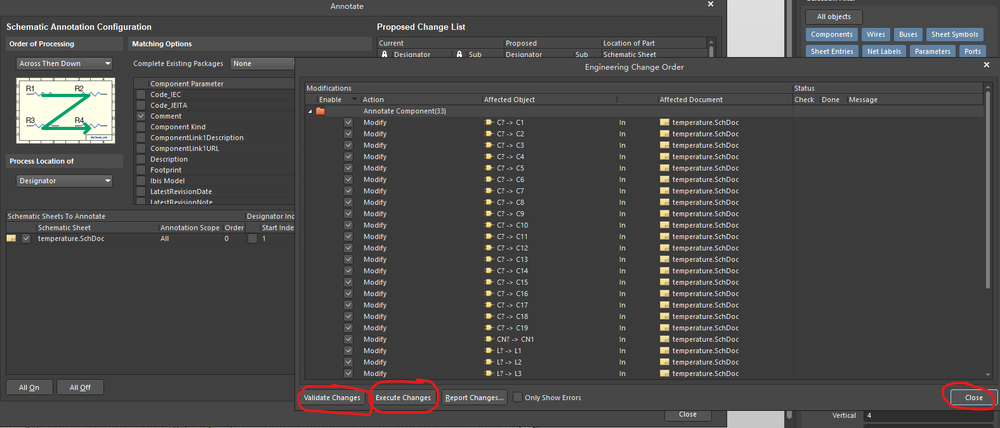 Annotate
Schematic Annotation Configuration
Order of Processing
Across Then Down
R1 R2
R3 R4
Process Location of
Designator
Matching Options
Complete Existing Packages None
Component Parameter
Code_IEC
Code_JEITA
Comment
Component Kind
ComponentLink1Description
ComponentLink1URL
Description
Footprint
Ibis Model
LatestRevisionDate
LatestRevisionNote
Schematic Sheets To Annotate Designator Inc
Schematic Sheet Annotation Scope Order Start Inde
temperature.SchDoc All 0 1
All On All Off
Proposed Change List
Current Proposed Location of Part
Designator Sub Designator Sub Schematic Sheet
Engineering Change Order
Modifications Status
Enable Action Affected Object Affected Document Check Done Message
Annotate Component(33)
Modify C? -> C1 In temperature.SchDoc
Modify C? -> C2 In temperature.SchDoc
Modify C? -> C3 In temperature.SchDoc
Modify C? -> C4 In temperature.SchDoc
Modify C? -> C5 In temperature.SchDoc
Modify C? -> C6 In temperature.SchDoc
Modify C? -> C7 In temperature.SchDoc
Modify C? -> C8 In temperature.SchDoc
Modify C? -> C9 In temperature.SchDoc
Modify C? -> C10 In temperature.SchDoc
Modify C? -> C11 In temperature.SchDoc
Modify C? -> C12 In temperature.SchDoc
Modify C? -> C13 In temperature.SchDoc
Modify C? -> C14 In temperature.SchDoc
Modify C? -> C15 In temperature.SchDoc
Modify C? -> C16 In temperature.SchDoc
Modify C? -> C17 In temperature.SchDoc
Modify C? -> C18 In temperature.SchDoc
Modify C? -> C19 In temperature.SchDoc
Modify CN? -> CN1 In temperature.SchDoc
Modify L? -> L1 In temperature.SchDoc
Modify L? -> L2 In temperature.SchDoc
Modify L? -> L3 In temperature.SchDoc
Validate Changes Execute Changes Report Changes... Only Show Errors Close
Close
All objects
Components Wires Buses Sheet Symbols
Sheet Entries Net Labels Parameters Ports
Vertical 4